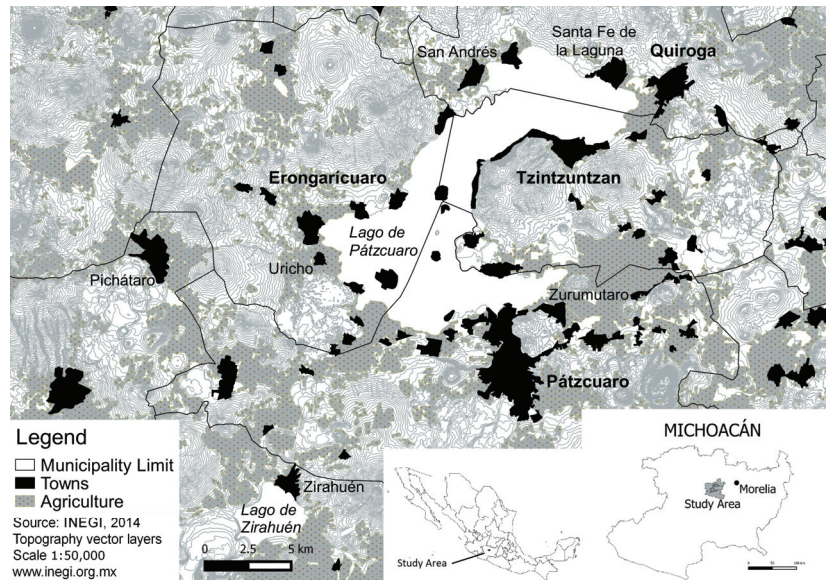 San Andrés
Santa Fe de
la Laguna
Quiroga
Erongarícuaro
Tzintzuntzan
Lago de
Pátzcuaro
Uricho
Pichátaro
Zurumutaro
Pátzcuaro
Zirahuén
Lago de
Zirahuén
0 2.5 5 km
Legend
Municipality Limit
Towns
Agriculture
Source: INEGI, 2014
Topography vector layers
Scale 1:50,000
www.inegi.org.mx
Study Area
MICHOACÁN
Morelia
Study Area